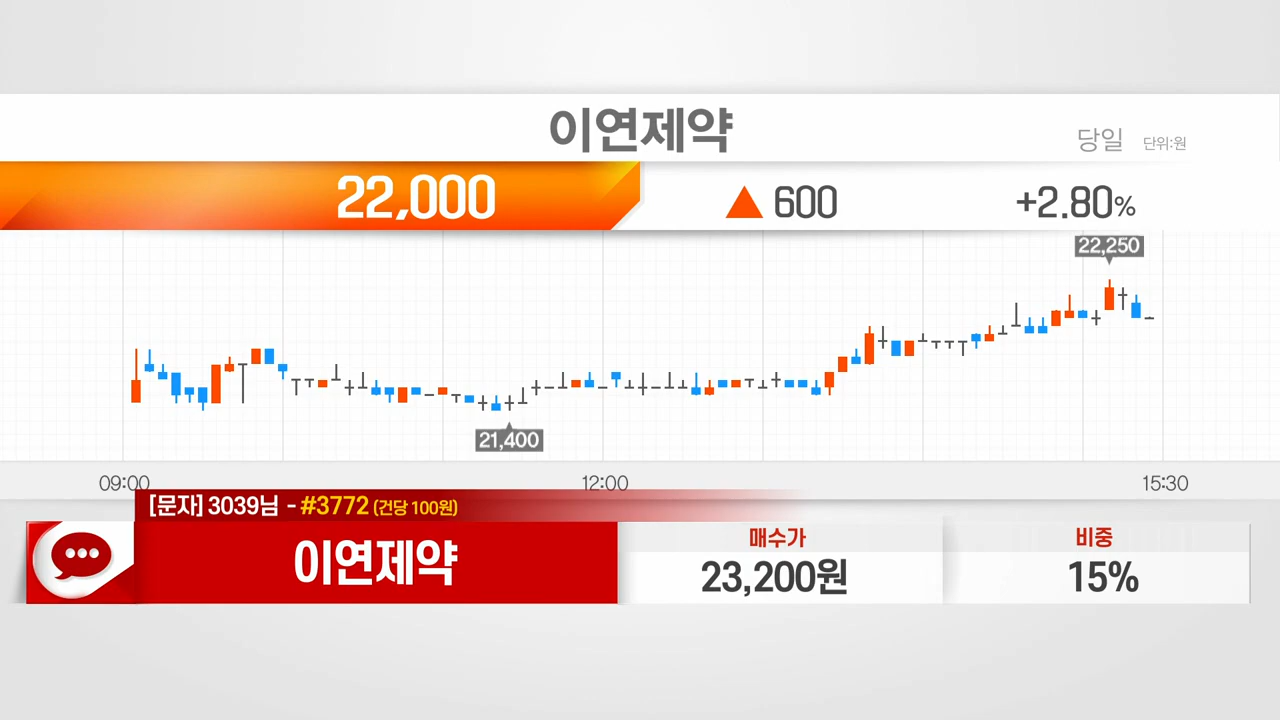 이연제약
당일 단위:원
22,000 ▲ 600 +2.80%
22,250
21,400
09:00 12:00 15:30
[문자] 3039님 - #3772 (건당 100원)
이연제약
매수가
23,200원
비중
15%